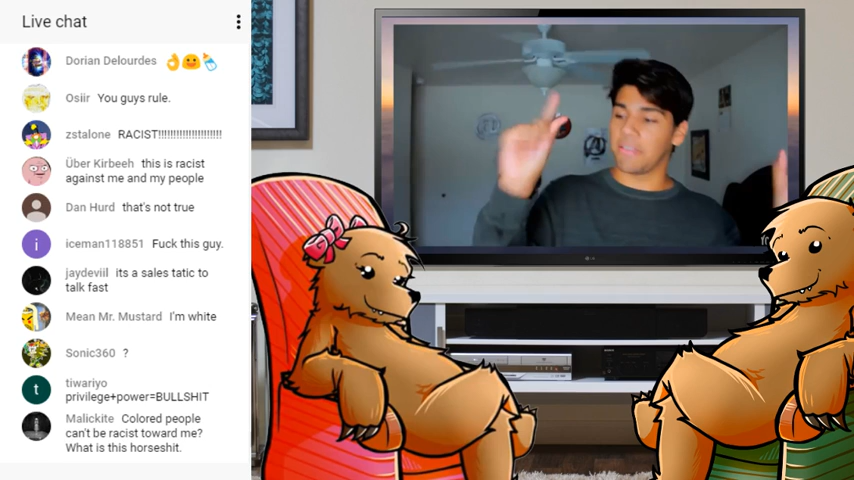 Live chat
Dorian Delourdes 👌😀🍼
Osiir You guys rule.
zstalone RACIST!!!!!!!!!!!!!!!!!!!!!!
Über Kirbeeh this is racist
against me and my people
Dan Hurd that's not true
i
iceman118851 Fuck this guy.
jaydeviil its a sales tatic to
talk fast
Mean Mr. Mustard I'm white
Sonic360 ?
t
tiwariyo
privilege+power=BULLSHIT
Malickite Colored people
can't be racist toward me?
What is this horseshit.
LG